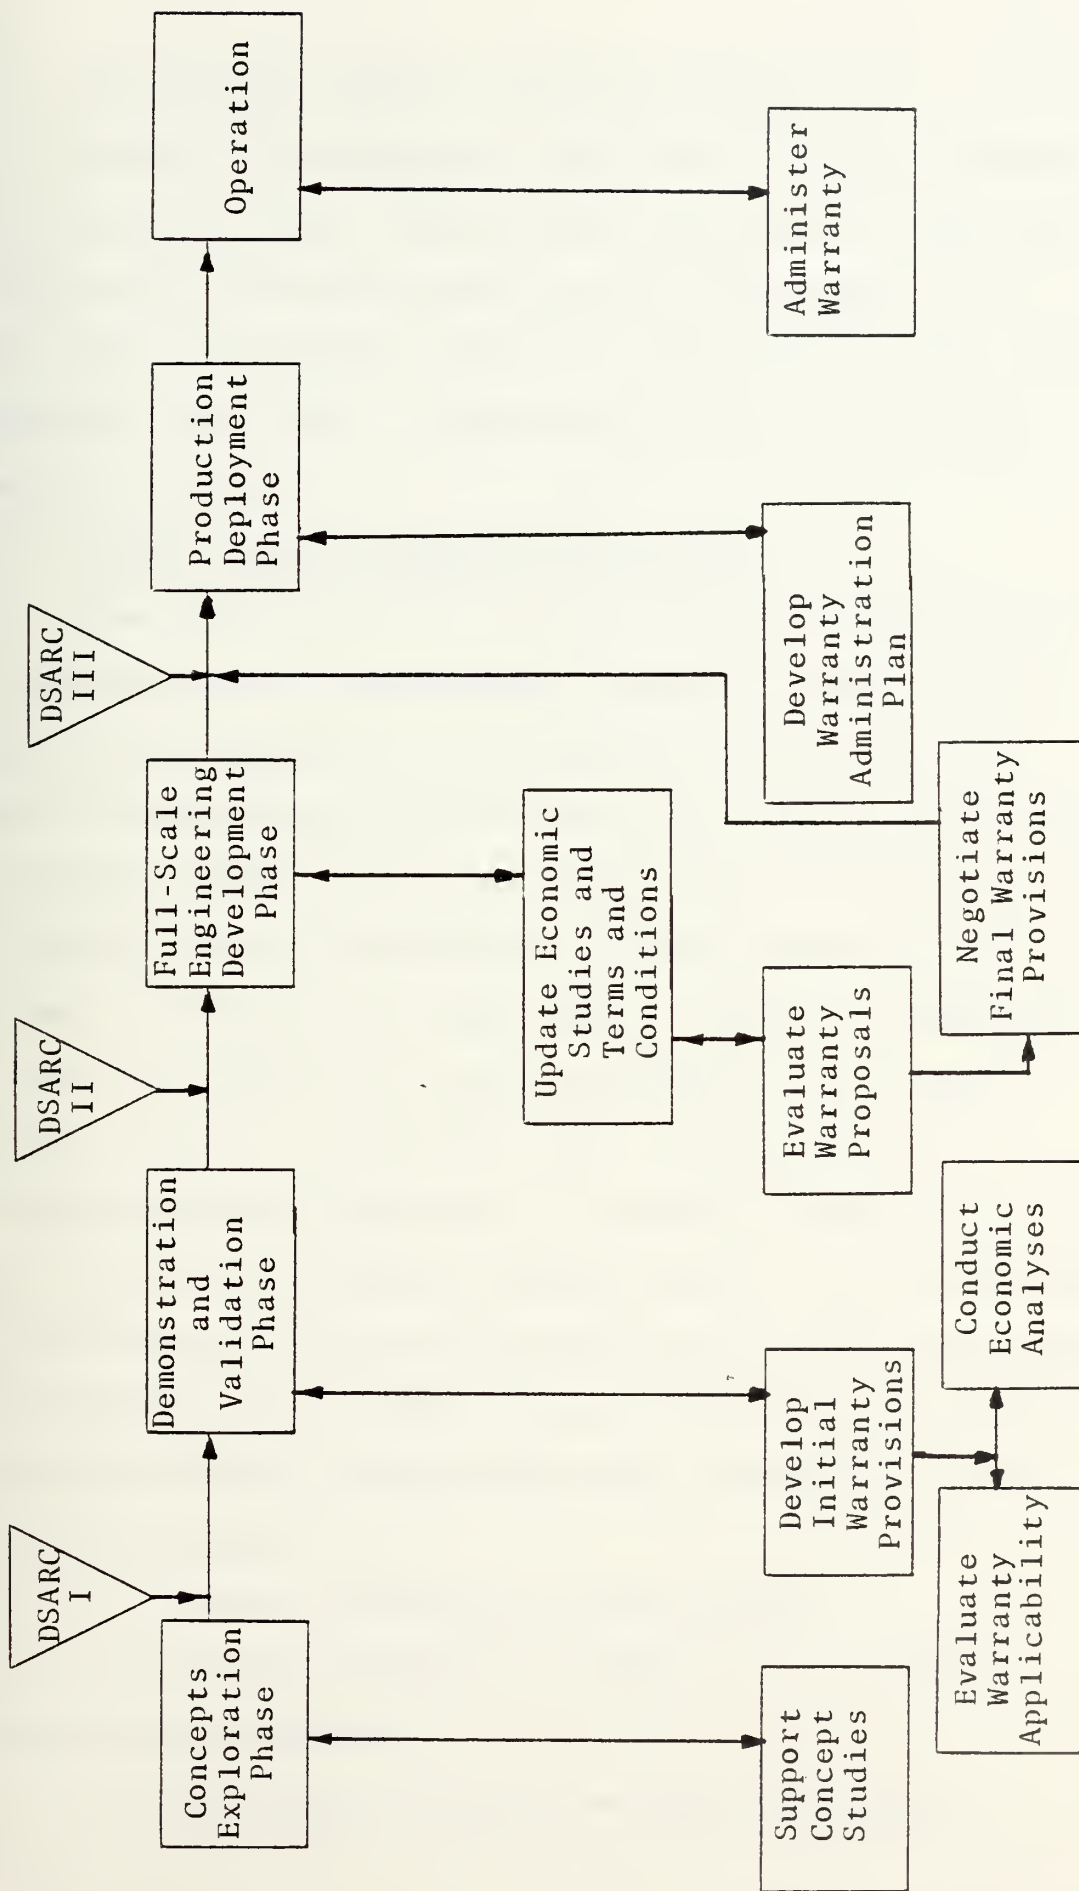 DSARC
I
DSARC
II
DSARC
III
Concepts
Exploration
Phase
Demonstration
and
Validation
Phase
Full-Scale
Engineering
Development
Phase
Production
Deployment
Phase
Operation
Update Economic
Studies and
Terms and
Conditions
Support
Concept
Studies
Develop
Initial
Warranty
Provisions
Evaluate
Warranty
Proposals
Develop
Warranty
Administration
Plan
Administer
Warranty
Evaluate
Warranty
Applicability
Conduct
Economic
Analyses
Negotiate
Final Warranty
Provisions